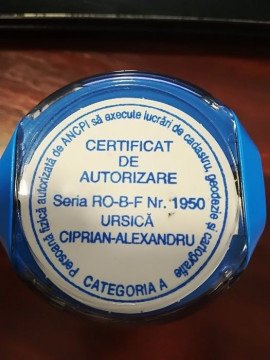 Persoană fizică autorizată de ANCPI să execute lucrări de cadastru, geodezie și cartografie
CERTIFICAT
DE
AUTORIZARE
Seria RO-B-F Nr. 1950
URSICĂ
CIPRIAN-ALEXANDRU
CATEGORIA A